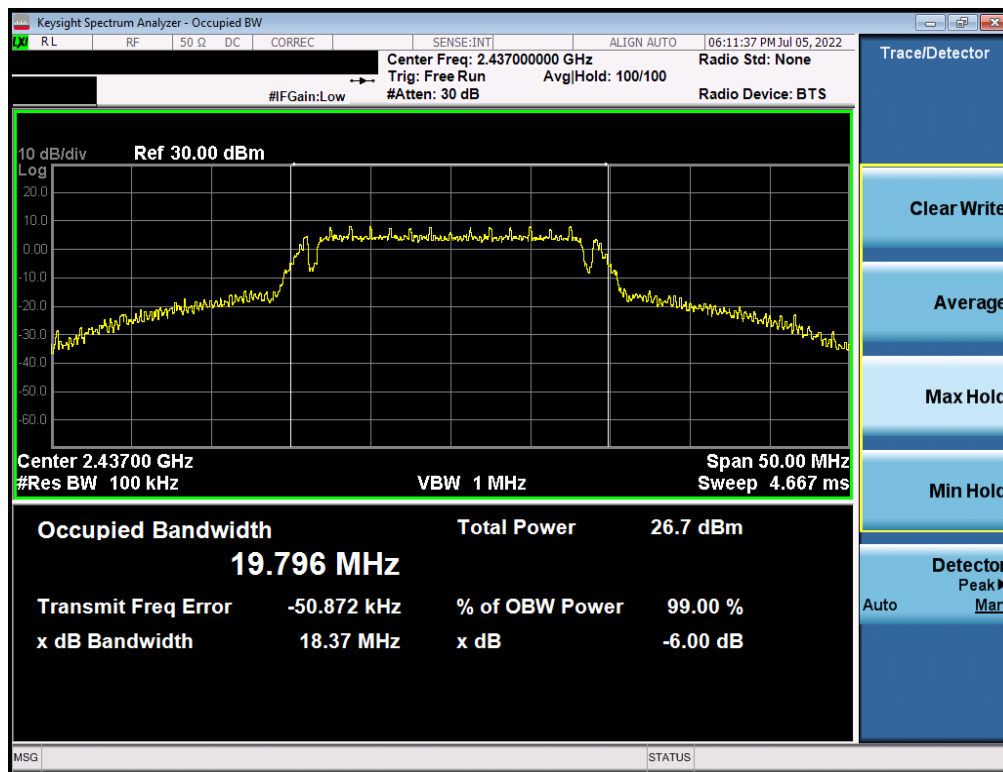 Keysight Spectrum Analyzer - Occupied BW
LXI RL RF 50 Ω DC CORREC SENSE:INT ALIGN AUTO 06:11:37 PM Jul 05, 2022
Trace/Detector
Center Freq: 2.437000000 GHz Radio Std: None
Trig: Free Run Avg|Hold: 100/100
#IFGain:Low #Atten: 30 dB Radio Device: BTS
10 dB/div Ref 30.00 dBm
Log
20.0
10.0
0.00
-10.0
-20.0
-30.0
-40.0
-50.0
-60.0
Center 2.43700 GHz Span 50.00 MHz
#Res BW 100 kHz VBW 1 MHz Sweep 4.667 ms
Occupied Bandwidth Total Power 26.7 dBm
19.796 MHz
Transmit Freq Error -50.872 kHz % of OBW Power 99.00 %
x dB Bandwidth 18.37 MHz x dB -6.00 dB
Clear Write
Average
Max Hold
Min Hold
Detector
Peak▶
Auto Man
MSG STATUS